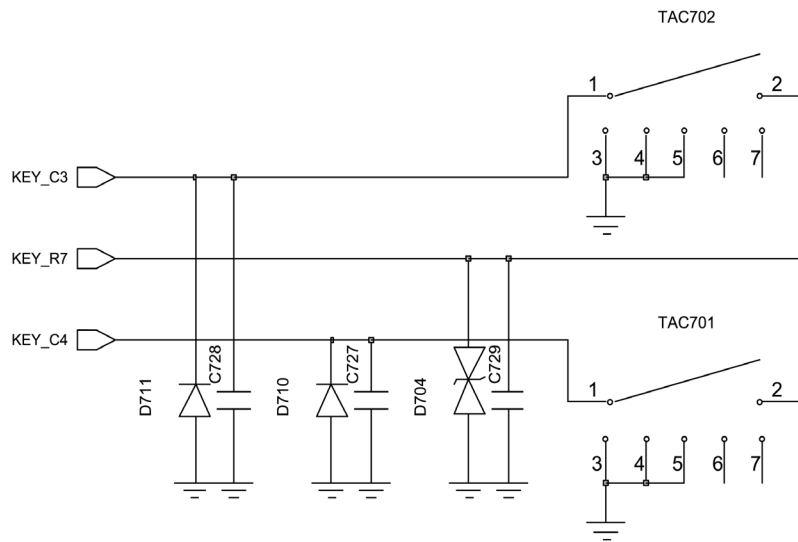 TAC702
1 2
3 4 5 6 7
KEY_C3
KEY_R7
KEY_C4
TAC701
D711
C728
D710
C727
D704
C729
1 2
3 4 5 6 7